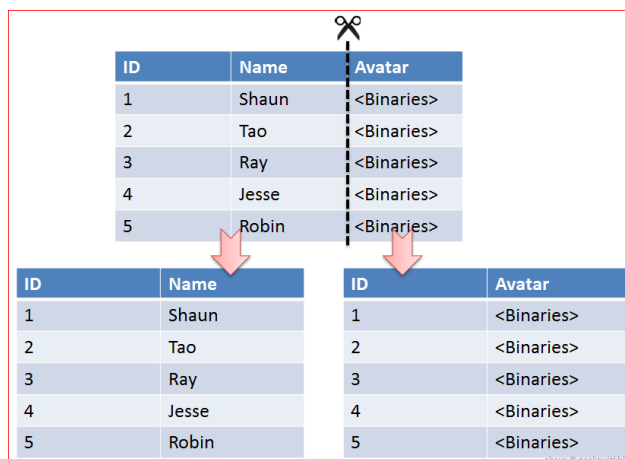 ID Name Avatar
1 Shaun <Binaries>
2 Tao <Binaries>
3 Ray <Binaries>
4 Jesse <Binaries>
5 Robin <Binaries>
ID Name
1 Shaun
2 Tao
3 Ray
4 Jesse
5 Robin
ID Avatar
1 <Binaries>
2 <Binaries>
3 <Binaries>
4 <Binaries>
5 <Binaries>